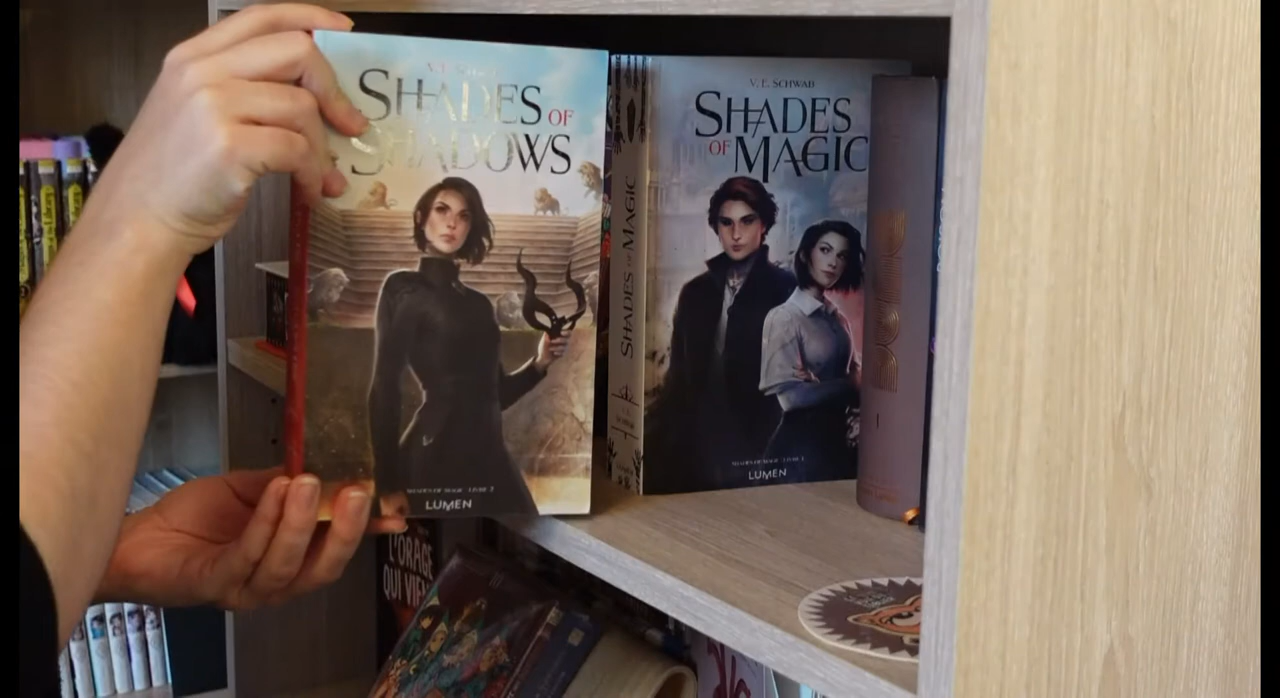 SHADES OF
SHADOWS
LUMEN
V. E. SCHWAB
SHADES
OF MAGIC
SHADES OF MAGIC
LUMEN
L'ORAGE
QUI VIENT